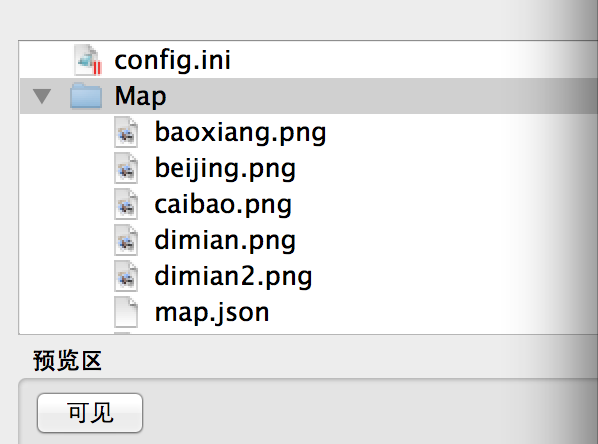 config.ini
Map
baoxiang.png
beijing.png
caibao.png
dimian.png
dimian2.png
map.json
预览区
可见